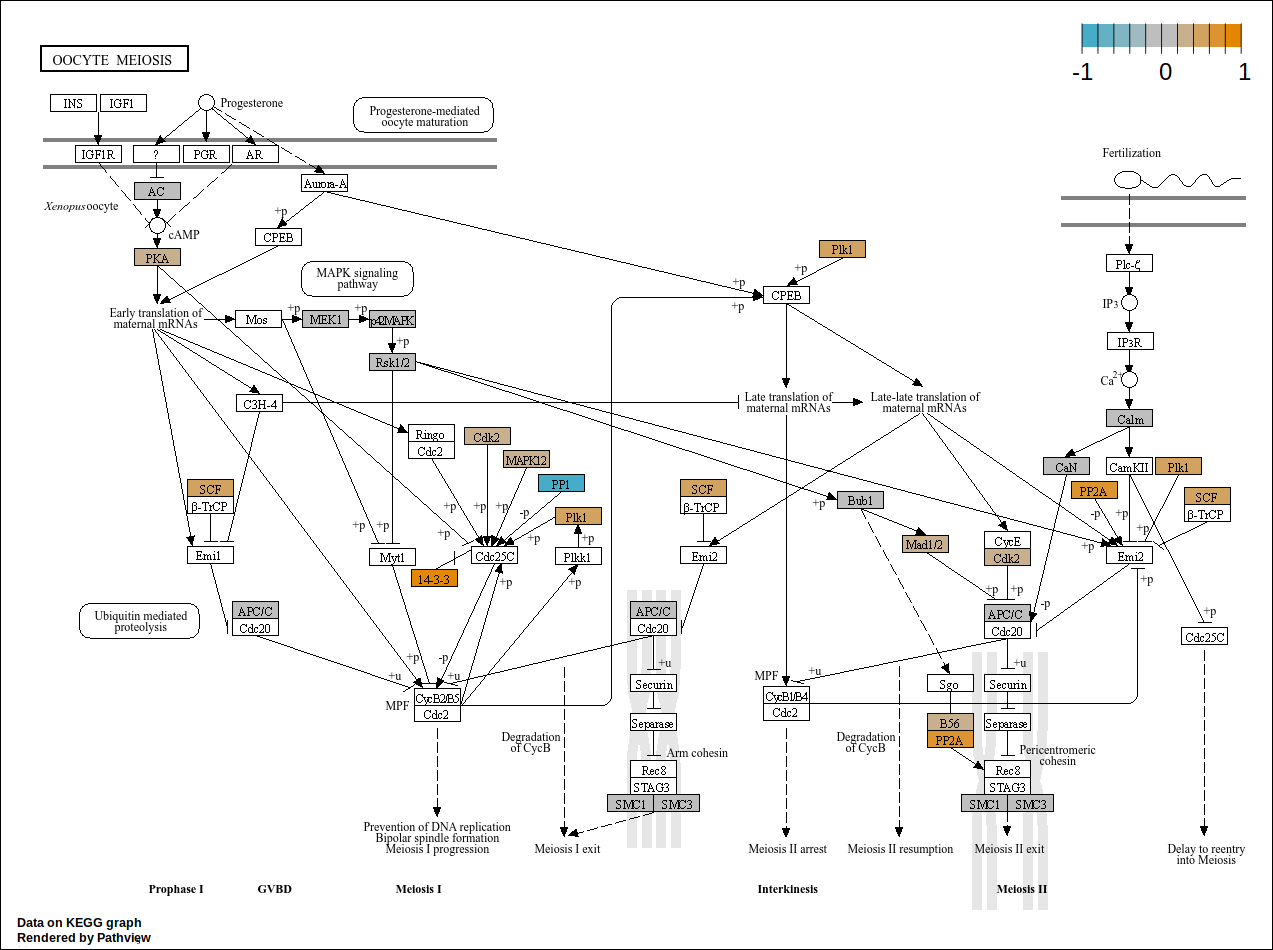 OOCYTE MEIOSIS
-1
0
1
INS
IGF1
Progesterone
Progesterone-mediated
oocyte maturation
IGF1R
?
PGR
AR
Fertilization
Aurora-A
AC
Xenopus oocyte
+p
cAMP
CPEB
PKA
Plk1
MAPK signaling
pathway
+p
Plc-ζ
+p
CPEB
+p
IP3
Early translation of
maternal mRNAs
Mos
+p
MEK1
+p
p42MAPK
+p
Rsk1/2
IP3R
Ca2+
C3H-4
Late translation of
maternal mRNAs
Late-late translation of
maternal mRNAs
Calm
Ringo
Cdc2
Cdk2
MAPK12
PP1
Plk1
CaN
CamKII
Plk1
SCF
β-TrCP
SCF
β-TrCP
+p
Bub1
PP2A
SCF
β-TrCP
+p
+p
+p
+p
+p
-p
+p
+p
-p
+p
+p
+p
Emi1
Myt1
Cdc25C
Plkk1
Emi2
Mad1/2
CycE
Cdk2
Emi2
14-3-3
+p
+p
+p
+p
-p
+p
+p
Ubiquitin mediated
proteolysis
APC/C
Cdc20
APC/C
Cdc20
APC/C
Cdc20
Cdc25C
+p
-p
+u
+u
+u
+u
+u
MPF
CycB2/B5
Cdc2
Securin
MPF
CycB1/B4
Cdc2
Sgo
Securin
Separase
B56
PP2A
Separase
Degradation
of CycB
Arm cohesin
Degradation
of CycB
Pericentromeric
cohesin
Rec8
STAG3
SMC1
SMC3
Rec8
STAG3
SMC1
SMC3
Prevention of DNA replication
Bipolar spindle formation
Meiosis I progression
Meiosis I exit
Meiosis II arrest
Meiosis II resumption
Meiosis II exit
Delay to reentry
into Meiosis
Prophase I
GVBD
Meiosis I
Interkinesis
Meiosis II
Data on KEGG graph
Rendered by Pathview